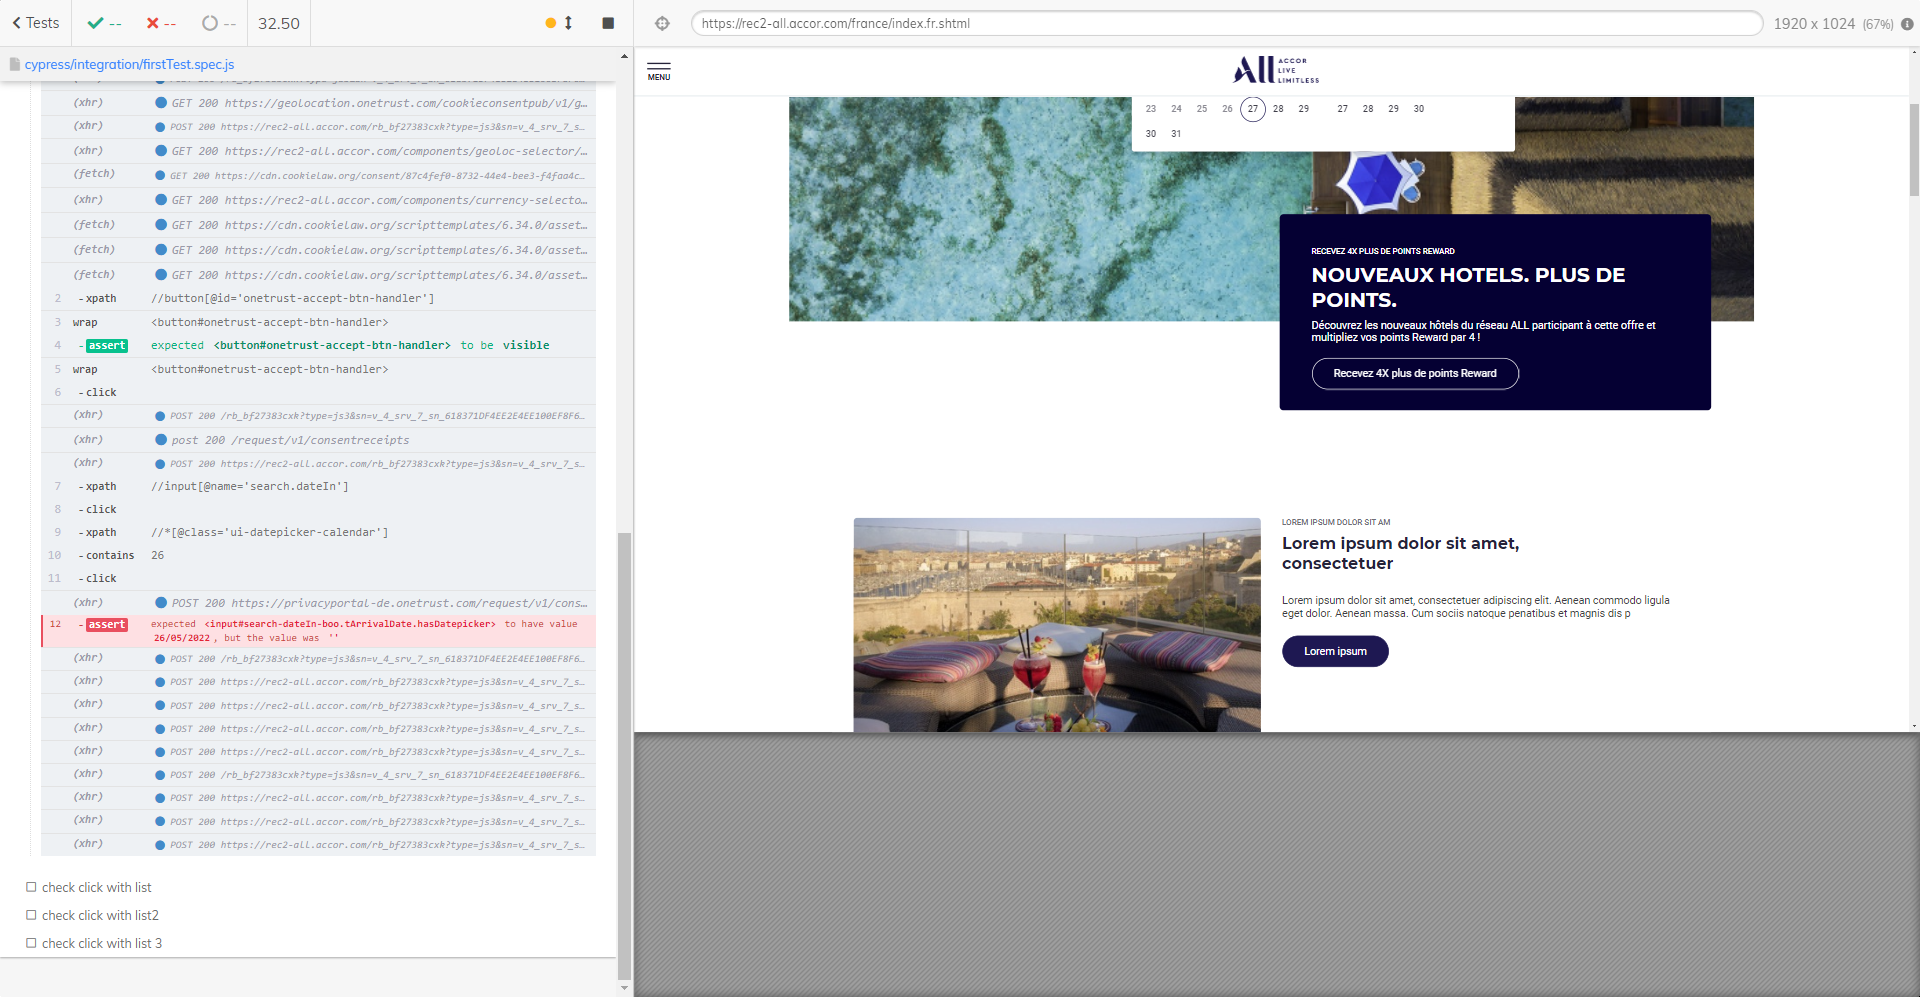 Tests
--
--
--
32.50
cypress/integration/firstTest.spec.js
(xhr) GET 200 https://geolocation.onetrust.com/cookieconsentpub/v1/g…
(xhr) POST 200 https://rec2-all.accor.com/rb_bf27383cxk?type=js3&sn=v_4_srv_7_s…
(xhr) GET 200 https://rec2-all.accor.com/components/geoloc-selector/…
(fetch) GET 200 https://cdn.cookielaw.org/consent/87c4fef0-8732-44e4-bee3-f4faa4c…
(xhr) GET 200 https://rec2-all.accor.com/components/currency-selecto…
(fetch) GET 200 https://cdn.cookielaw.org/scripttemplates/6.34.0/asset…
(fetch) GET 200 https://cdn.cookielaw.org/scripttemplates/6.34.0/asset…
(fetch) GET 200 https://cdn.cookielaw.org/scripttemplates/6.34.0/asset…
2 -xpath //button[@id='onetrust-accept-btn-handler']
3 wrap <button#onetrust-accept-btn-handler>
4 -assert expected <button#onetrust-accept-btn-handler> to be visible
5 wrap <button#onetrust-accept-btn-handler>
6 -click
(xhr) POST 200 /rb_bf27383cxk?type=js3&sn=v_4_srv_7_sn_618371DF4EE2E4EE100EF8F6…
(xhr) post 200 /request/v1/consentreceipts
(xhr) POST 200 https://rec2-all.accor.com/rb_bf27383cxk?type=js3&sn=v_4_srv_7_s…
7 -xpath //input[@name='search.dateIn']
8 -click
9 -xpath //*[@class='ui-datepicker-calendar']
10 -contains 26
11 -click
(xhr) POST 200 https://privacyportal-de.onetrust.com/request/v1/cons…
12 -assert expected <input#search-dateIn-boo.tArrivalDate.hasDatepicker> to have value
26/05/2022, but the value was ''
(xhr) POST 200 /rb_bf27383cxk?type=js3&sn=v_4_srv_7_sn_618371DF4EE2E4EE100EF8F6…
(xhr) POST 200 https://rec2-all.accor.com/rb_bf27383cxk?type=js3&sn=v_4_srv_7_s…
(xhr) POST 200 https://rec2-all.accor.com/rb_bf27383cxk?type=js3&sn=v_4_srv_7_s…
(xhr) POST 200 https://rec2-all.accor.com/rb_bf27383cxk?type=js3&sn=v_4_srv_7_s…
(xhr) POST 200 https://rec2-all.accor.com/rb_bf27383cxk?type=js3&sn=v_4_srv_7_s…
(xhr) POST 200 /rb_bf27383cxk?type=js3&sn=v_4_srv_7_sn_618371DF4EE2E4EE100EF8F6…
(xhr) POST 200 https://rec2-all.accor.com/rb_bf27383cxk?type=js3&sn=v_4_srv_7_s…
(xhr) POST 200 https://rec2-all.accor.com/rb_bf27383cxk?type=js3&sn=v_4_srv_7_s…
(xhr) POST 200 https://rec2-all.accor.com/rb_bf27383cxk?type=js3&sn=v_4_srv_7_s…
check click with list
check click with list2
check click with list 3
https://rec2-all.accor.com/france/index.fr.shtml
1920 x 1024 (67%)
MENU
All ACCOR
LIVE
LIMITLESS
23 24 25 26 27 28 29 27 28 29 30
30 31
RECEVEZ 4X PLUS DE POINTS REWARD
NOUVEAUX HOTELS. PLUS DE
POINTS.
Découvrez les nouveaux hôtels du réseau ALL participant à cette offre et
multipliez vos points Reward par 4 !
Recevez 4X plus de points Reward
LOREM IPSUM DOLOR SIT AM
Lorem ipsum dolor sit amet,
consectetuer
Lorem ipsum dolor sit amet, consectetuer adipiscing elit. Aenean commodo ligula
eget dolor. Aenean massa. Cum sociis natoque penatibus et magnis dis p
Lorem ipsum